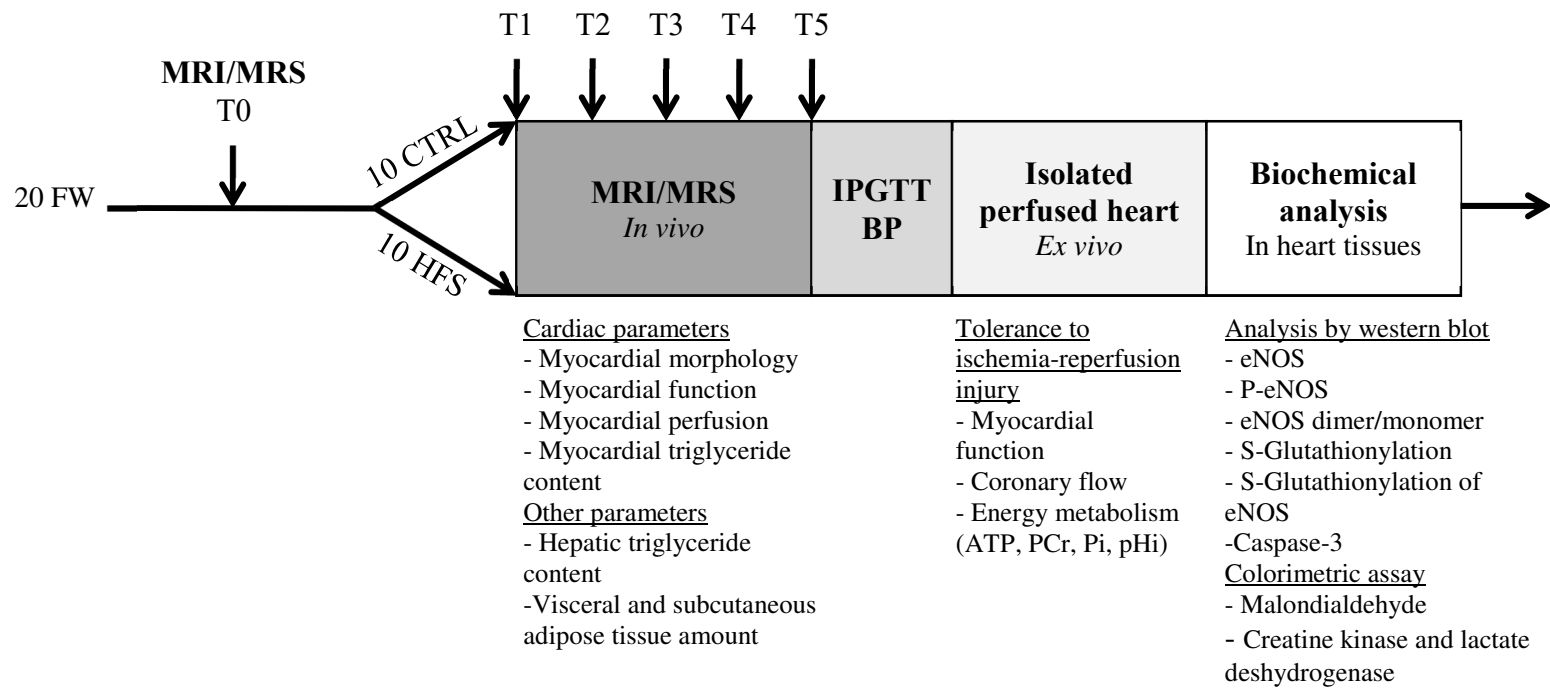 T1 T2 T3 T4 T5
MRI/MRS
T0
20 FW
10 CTRL
10 HFS
MRI/MRS
In vivo
IPGTT
BP
Isolated
perfused heart
Ex vivo
Biochemical
analysis
In heart tissues
Cardiac parameters
- Myocardial morphology
- Myocardial function
- Myocardial perfusion
- Myocardial triglyceride
content
Other parameters
- Hepatic triglyceride
content
-Visceral and subcutaneous
adipose tissue amount
Tolerance to
ischemia-reperfusion
injury
- Myocardial
function
- Coronary flow
- Energy metabolism
(ATP, PCr, Pi, pHi)
Analysis by western blot
- eNOS
- P-eNOS
- eNOS dimer/monomer
- S-Glutathionylation
- S-Glutathionylation of
eNOS
-Caspase-3
Colorimetric assay
- Malondialdehyde
- Creatine kinase and lactate
deshydrogenase